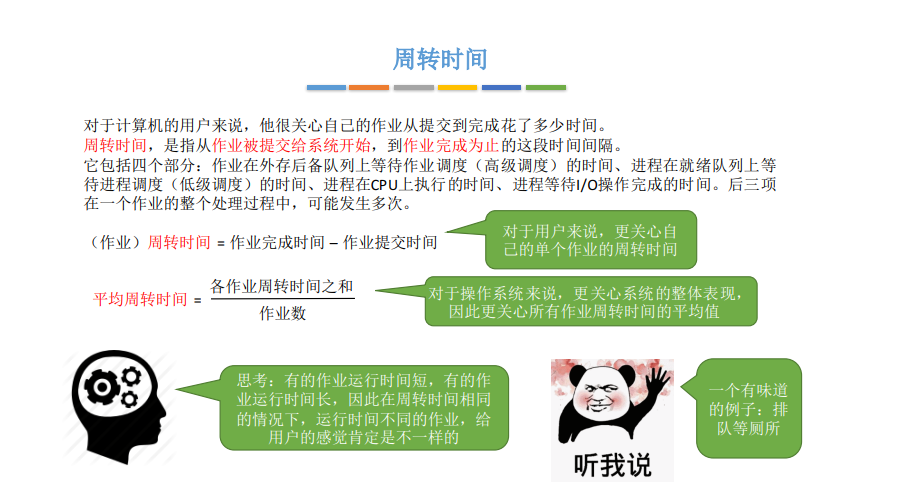 周转时间
对于计算机的用户来说，他很关心自己的作业从提交到完成花了多少时间。
周转时间，是指从作业被提交给系统开始，到作业完成为止的这段时间间隔。
它包括四个部分：作业在外存后备队列上等待作业调度（高级调度）的时间、进程在就绪队列上等
待进程调度（低级调度）的时间、进程在CPU上执行的时间、进程等待I/O操作完成的时间。后三项
在一个作业的整个处理过程中，可能发生多次。
（作业）周转时间 = 作业完成时间 – 作业提交时间
对于用户来说，更关心自
己的单个作业的周转时间
平均周转时间 =
各作业周转时间之和
作业数
对于操作系统来说，更关心系统的整体表现，
因此更关心所有作业周转时间的平均值
思考：有的作业运行时间短，有的作
业运行时间长，因此在周转时间相同
的情况下，运行时间不同的作业，给
用户的感觉肯定是不一样的
听我说
一个有味道
的例子：排
队等厕所